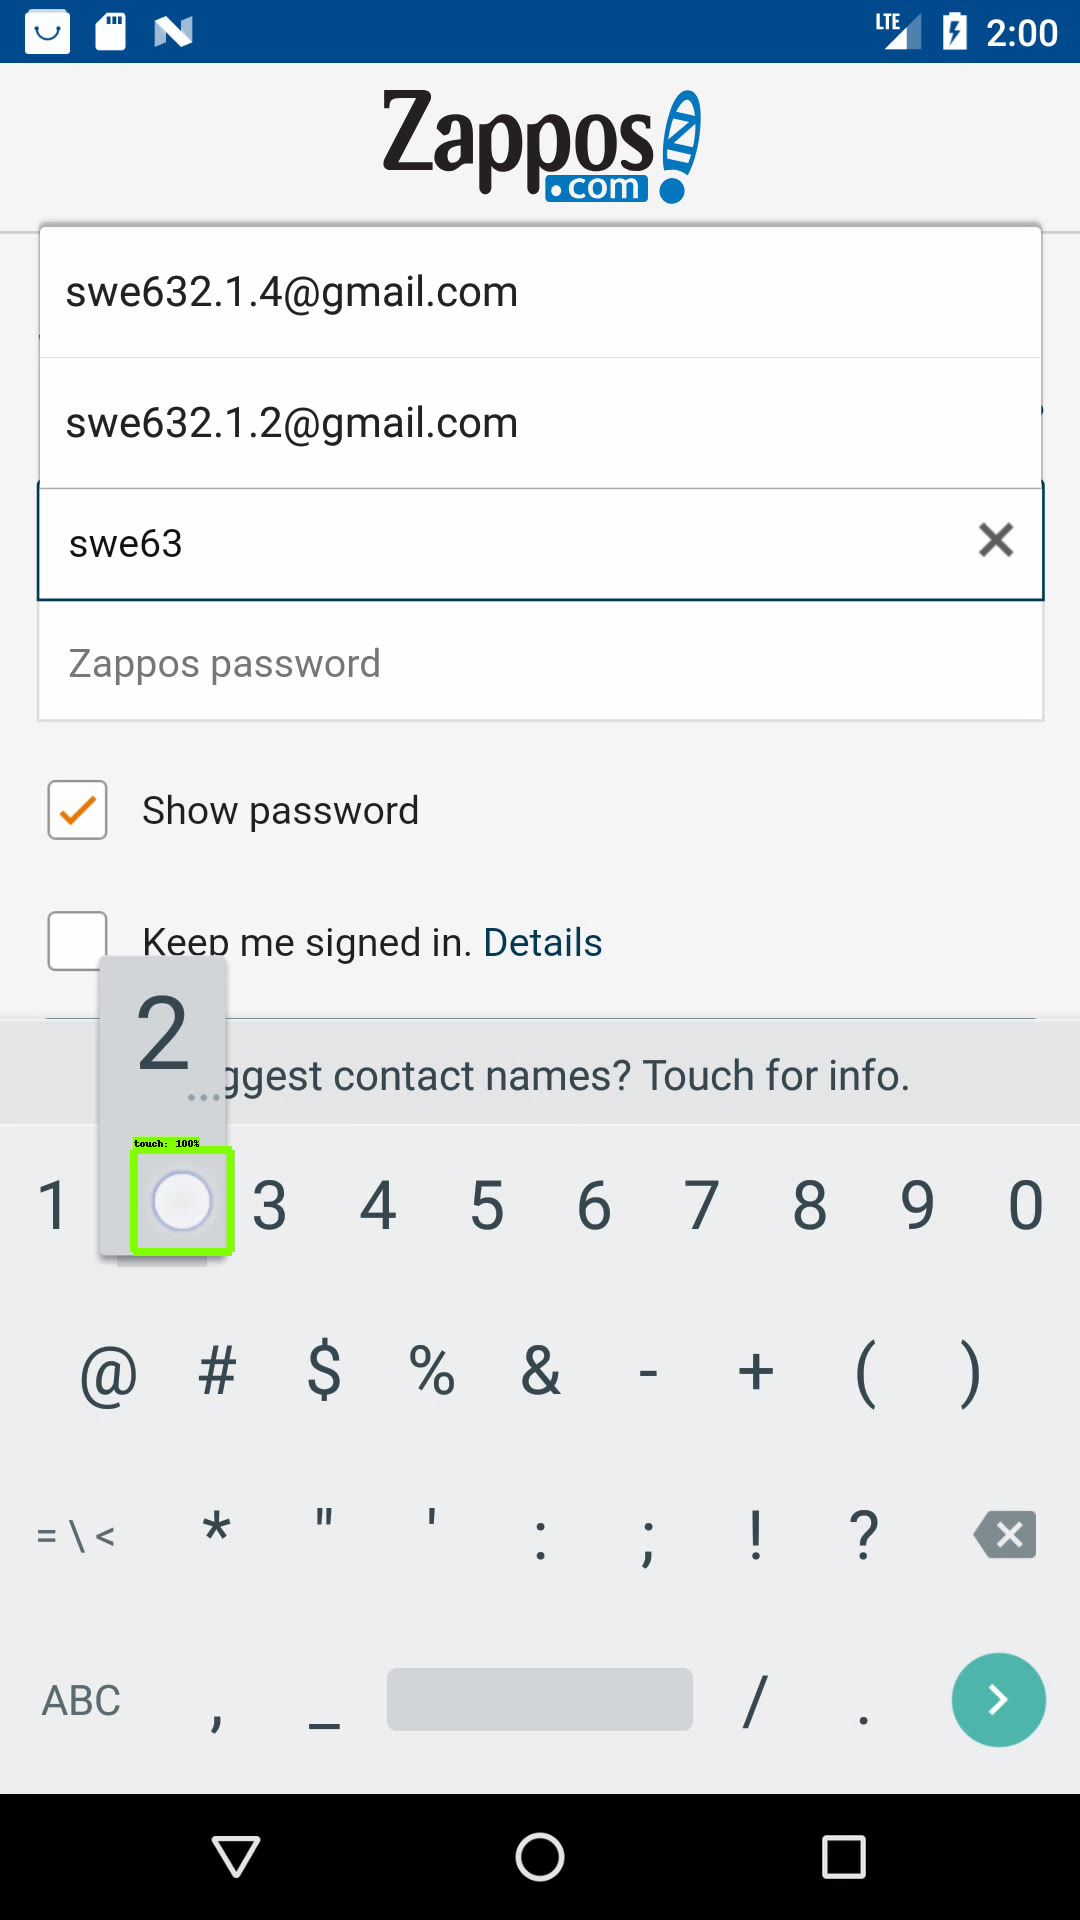 LTE 2:00
Zappos
.com
swe632.1.4@gmail.com
swe632.1.2@gmail.com
swe63
Zappos password
Show password
Keep me signed in. Details
2
...ggest contact names? Touch for info.
touch: 100%
1 3 4 5 6 7 8 9 0
@ # $ % & - + ( )
= \ < * " ' : ; ! ?
ABC , _ / .